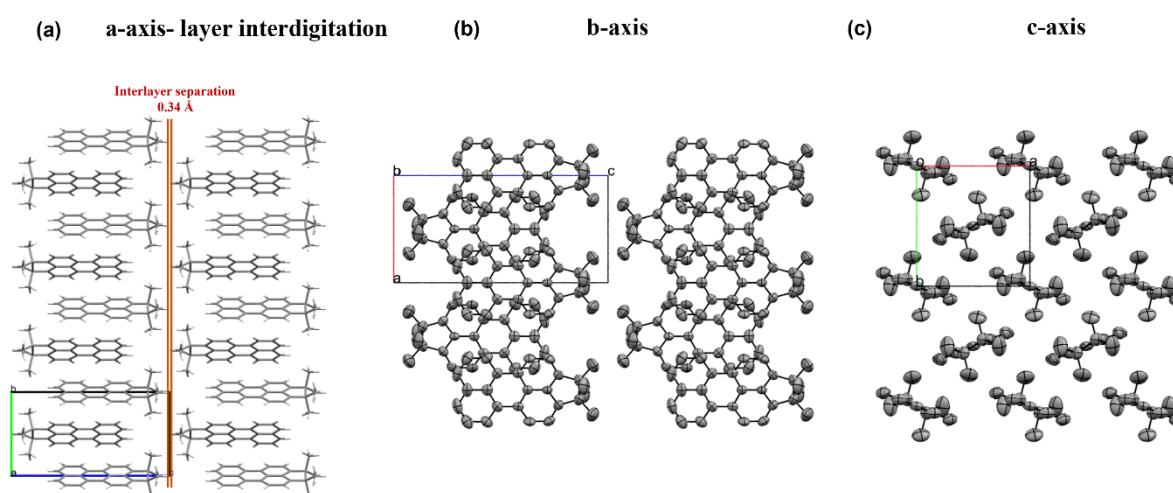 (a) a-axis- layer interdigitation
(b) b-axis
(c) c-axis
Interlayer separation
0.34 Å
b
o
c
b
c
a
o
a
b